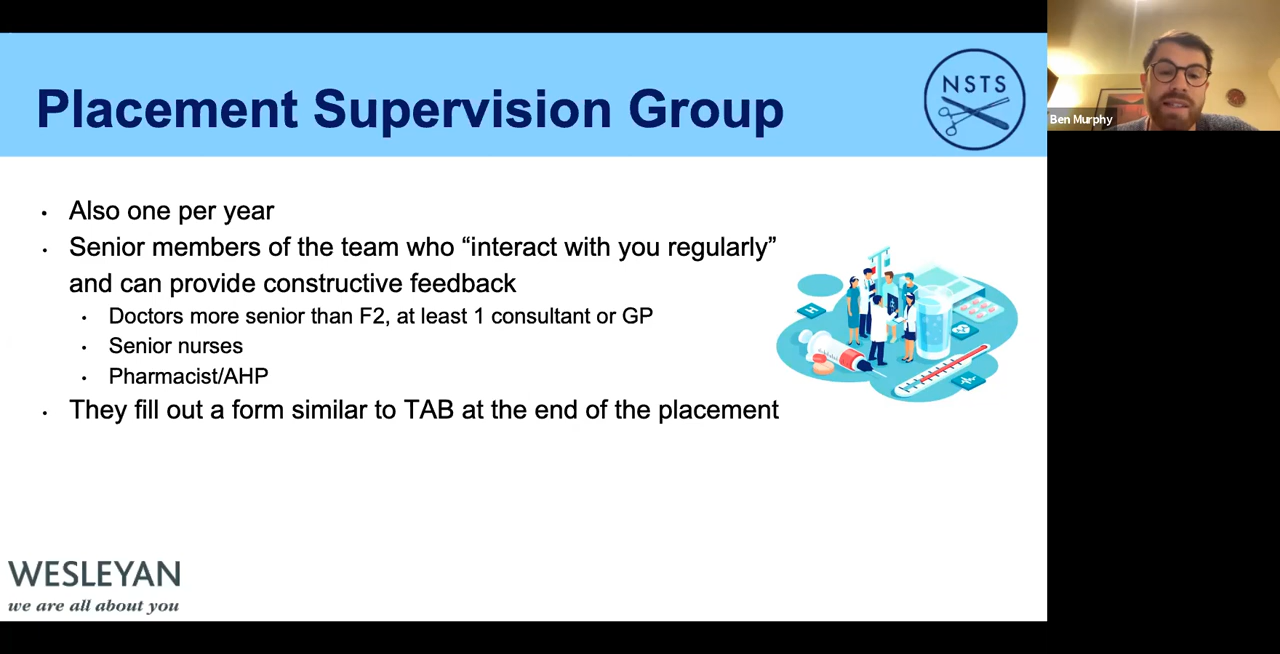 Placement Supervision Group
NSTS
Ben Murphy
Also one per year
Senior members of the team who “interact with you regularly”
and can provide constructive feedback
Doctors more senior than F2, at least 1 consultant or GP
Senior nurses
Pharmacist/AHP
They fill out a form similar to TAB at the end of the placement
H
WESLEYAN
we are all about you